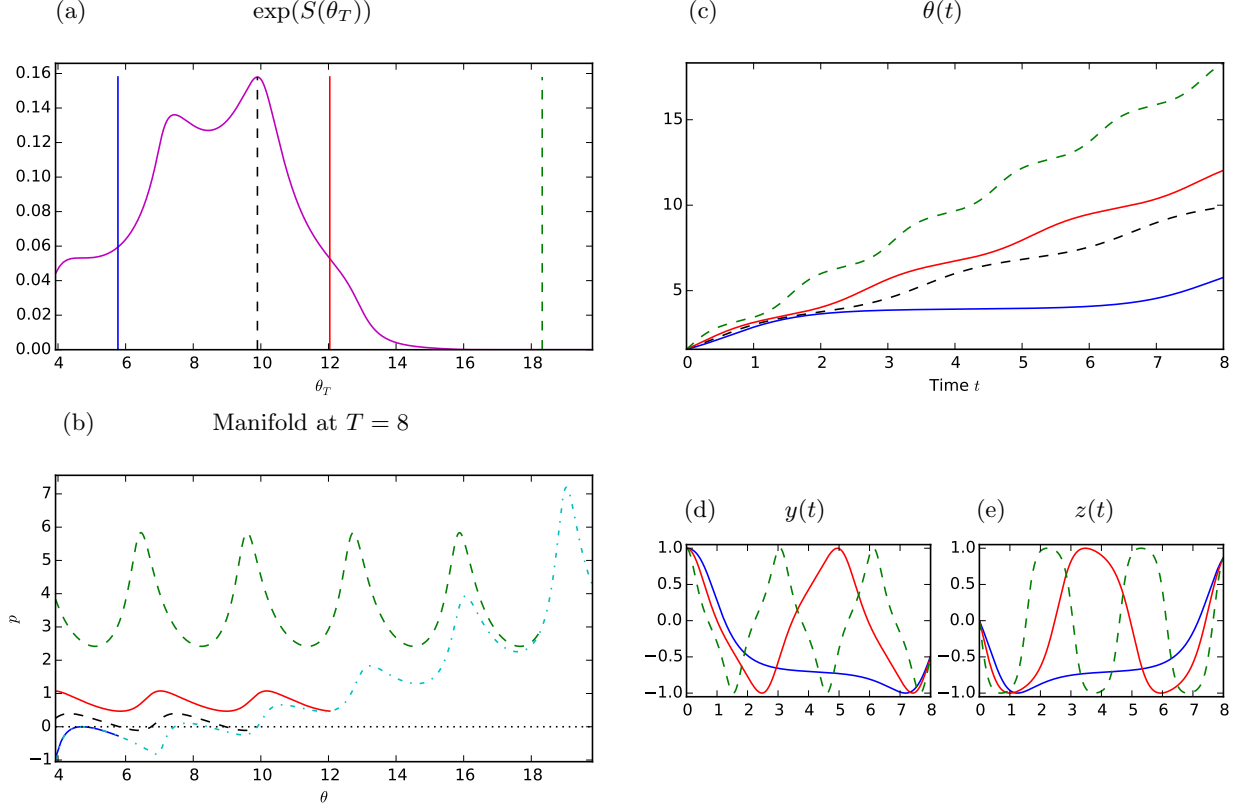 (a) exp(S(θ_T))
0.16
0.14
0.12
0.10
0.08
0.06
0.04
0.02
0.00
4 6 8 10 12 14 16 18
θ_T
(c) θ(t)
15
10
5
0 1 2 3 4 5 6 7 8
Time t
(b) Manifold at T = 8
7
6
5
4
3
2
1
0
−1
p
4 6 8 10 12 14 16 18
θ
(d) y(t)
1.0
0.5
0.0
−0.5
−1.0
0 1 2 3 4 5 6 7 8
(e) z(t)
1.0
0.5
0.0
−0.5
−1.0
0 1 2 3 4 5 6 7 8